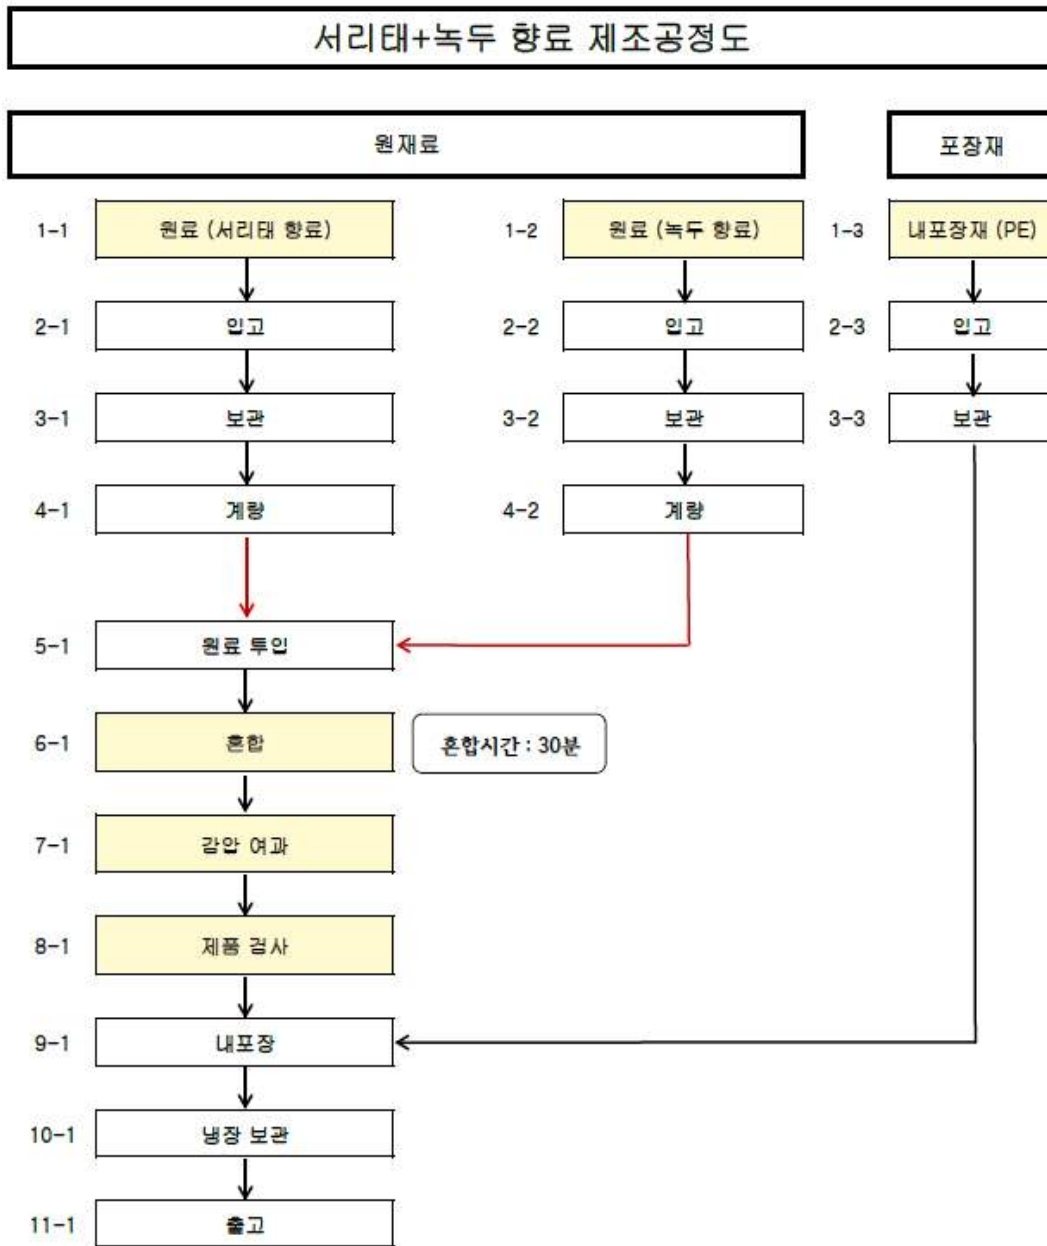 서리태+녹두 향료 제조공정도
원재료 포장재
1-1 원료 (서리태 향료) 1-2 원료 (녹두 향료) 1-3 내포장재 (PE)
2-1 입고 2-2 입고 2-3 입고
3-1 보관 3-2 보관 3-3 보관
4-1 계량 4-2 계량
5-1 원료 투입
6-1 혼합 혼합시간 : 30분
7-1 감압 여과
8-1 제품 검사
9-1 내포장
10-1 냉장 보관
11-1 출고